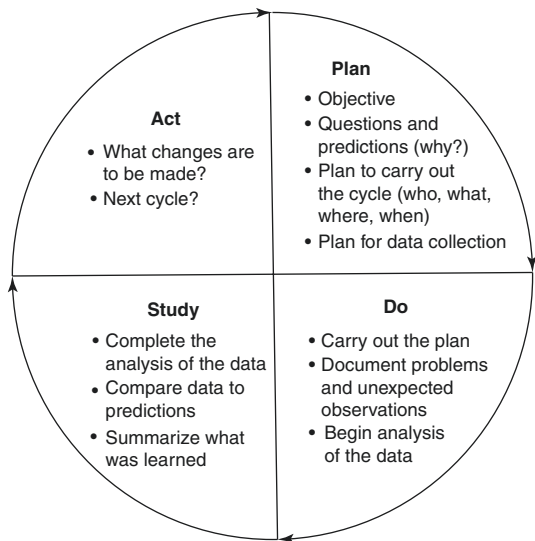 Plan
• Objective
• Questions and
predictions (why?)
• Plan to carry out
the cycle (who, what,
where, when)
• Plan for data collection
Do
• Carry out the plan
• Document problems
and unexpected
observations
• Begin analysis
of the data
Study
• Complete the
analysis of the data
• Compare data to
predictions
• Summarize what
was learned
Act
• What changes are
to be made?
• Next cycle?